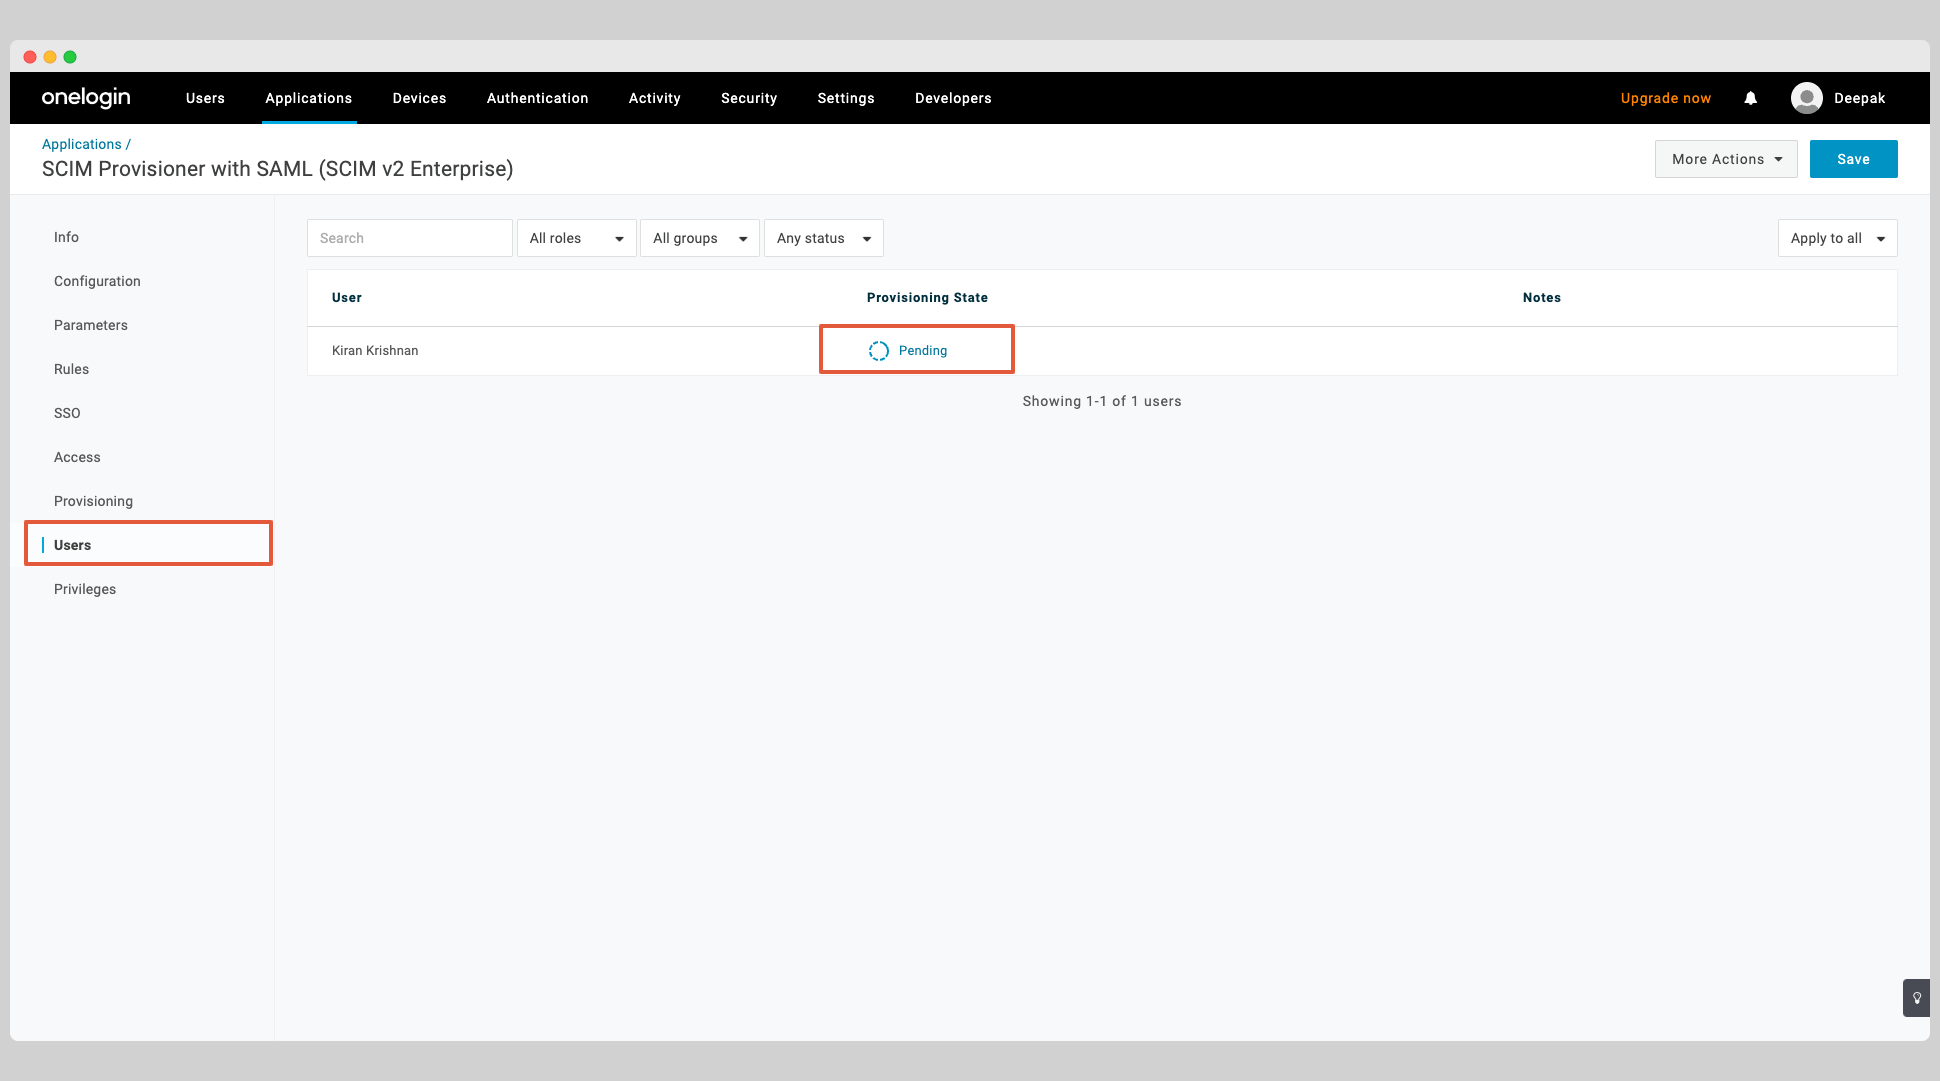 onelogin Users Applications Devices Authentication Activity Security Settings Developers Upgrade now Deepak
Applications /
SCIM Provisioner with SAML (SCIM v2 Enterprise)
More Actions Save
Info
Configuration
Parameters
Rules
SSO
Access
Provisioning
Users
Privileges
Search All roles All groups Any status Apply to all
User Provisioning State Notes
Kiran Krishnan Pending
Showing 1-1 of 1 users